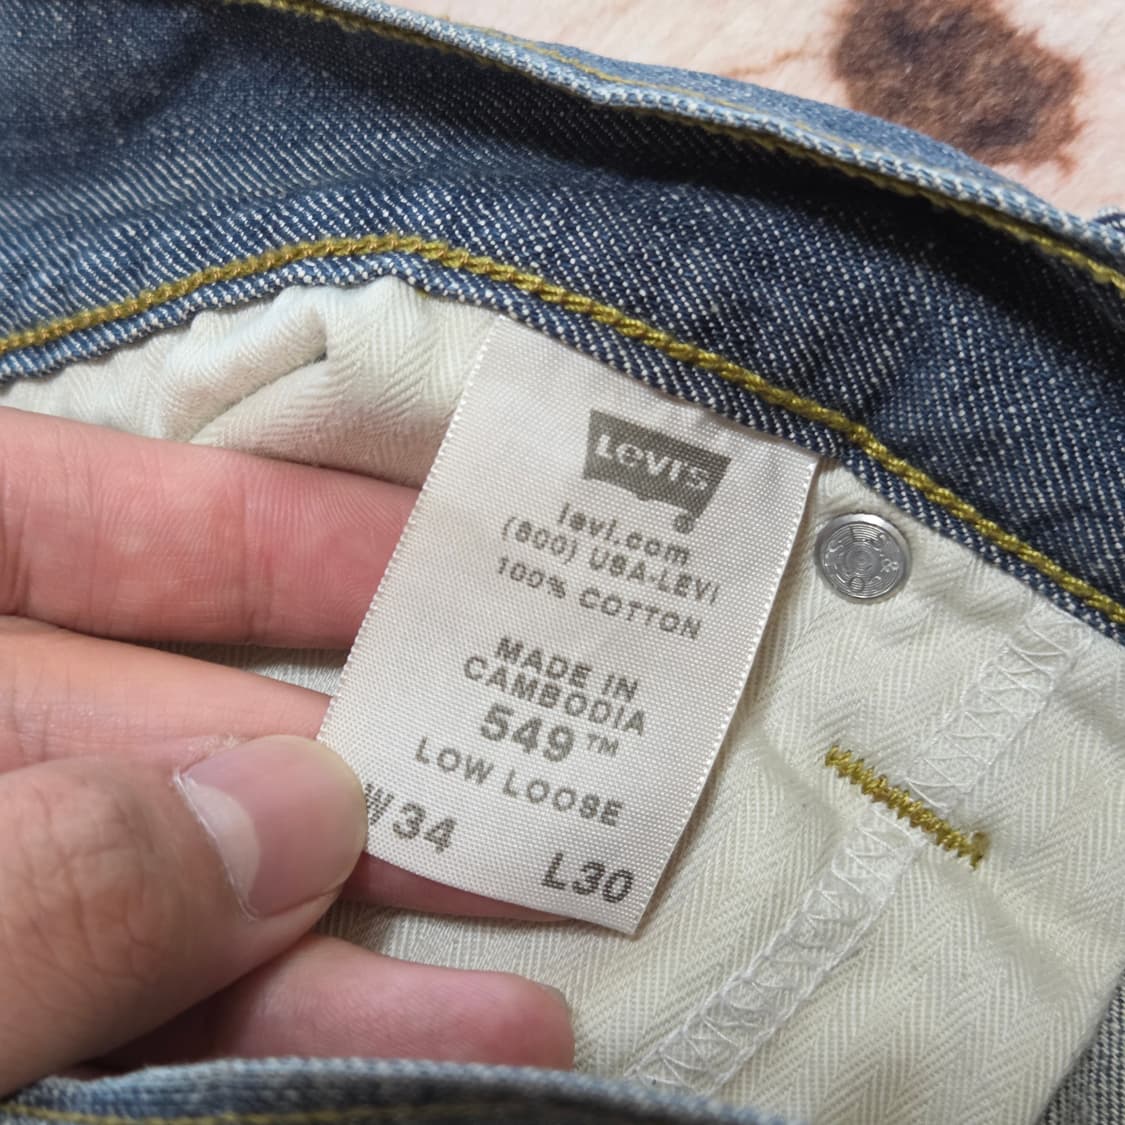 Levi's
®
levi.com
(800) USA-LEVI
100% COTTON
MADE IN
CAMBODIA
549™
LOW LOOSE
W34
L30